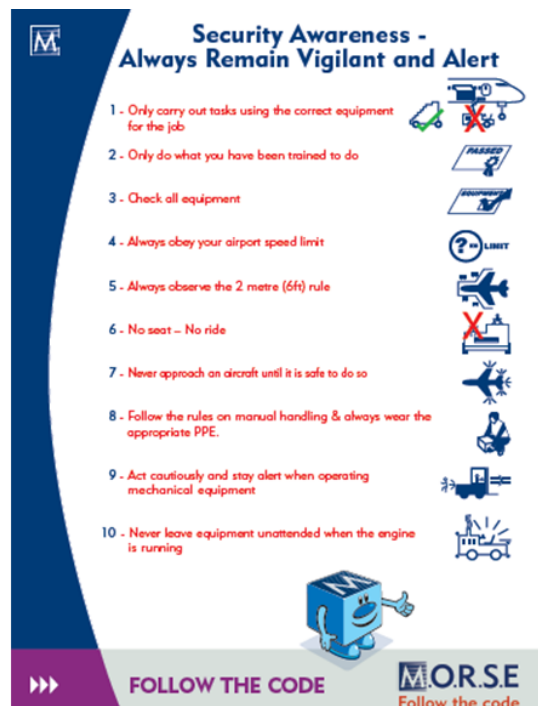 M
Security Awareness -
Always Remain Vigilant and Alert
1 - Only carry out tasks using the correct equipment
for the job
2 - Only do what you have been trained to do
PASSED
3 - Check all equipment
EQUIPMENT
4 - Always obey your airport speed limit
? = LIMIT
5 - Always observe the 2 metre (6ft) rule
6 - No seat – No ride
7 - Never approach an aircraft until it is safe to do so
8 - Follow the rules on manual handling & always wear the
appropriate PPE.
9 - Act cautiously and stay alert when operating
mechanical equipment
10 - Never leave equipment unattended when the engine
is running
M
FOLLOW THE CODE
M.O.R.S.E
Follow the code